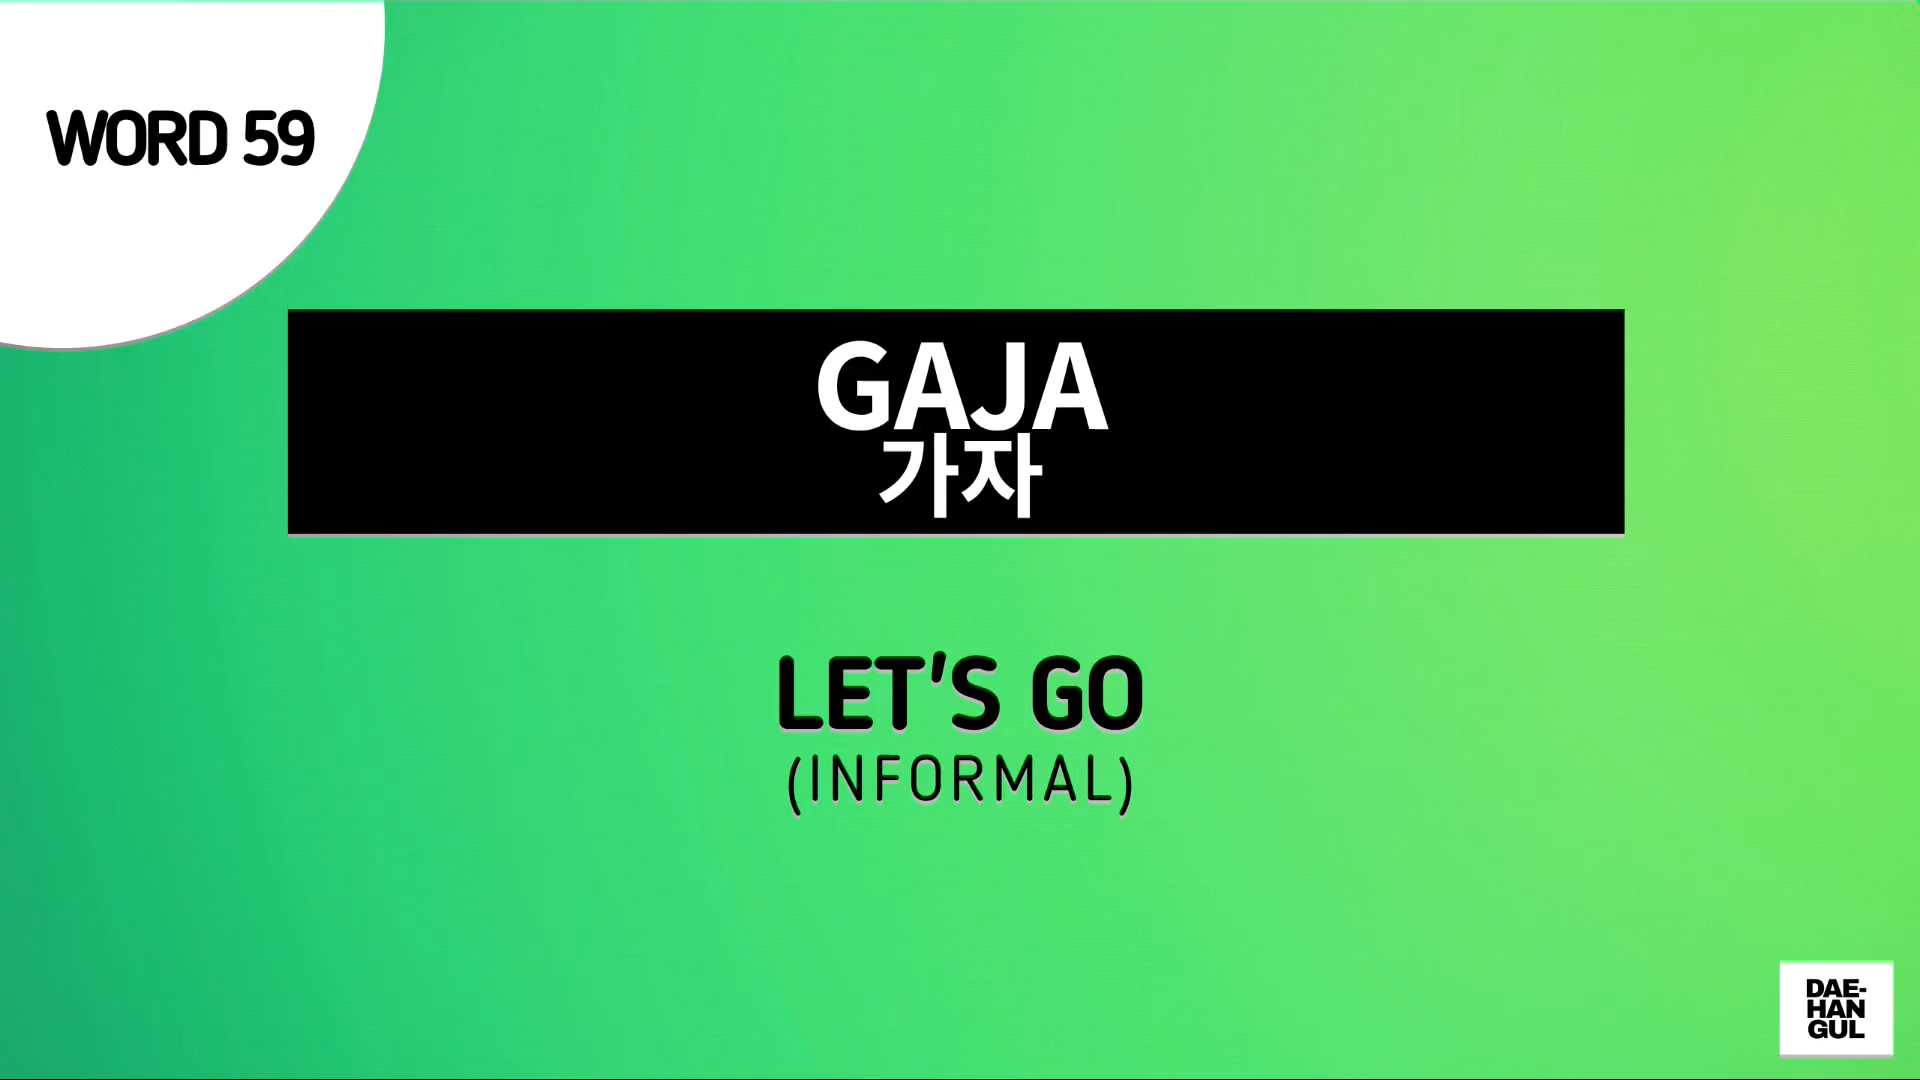 WORD 59
GAJA
가자
LET'S GO
(INFORMAL)
DAE-
HAN
GUL